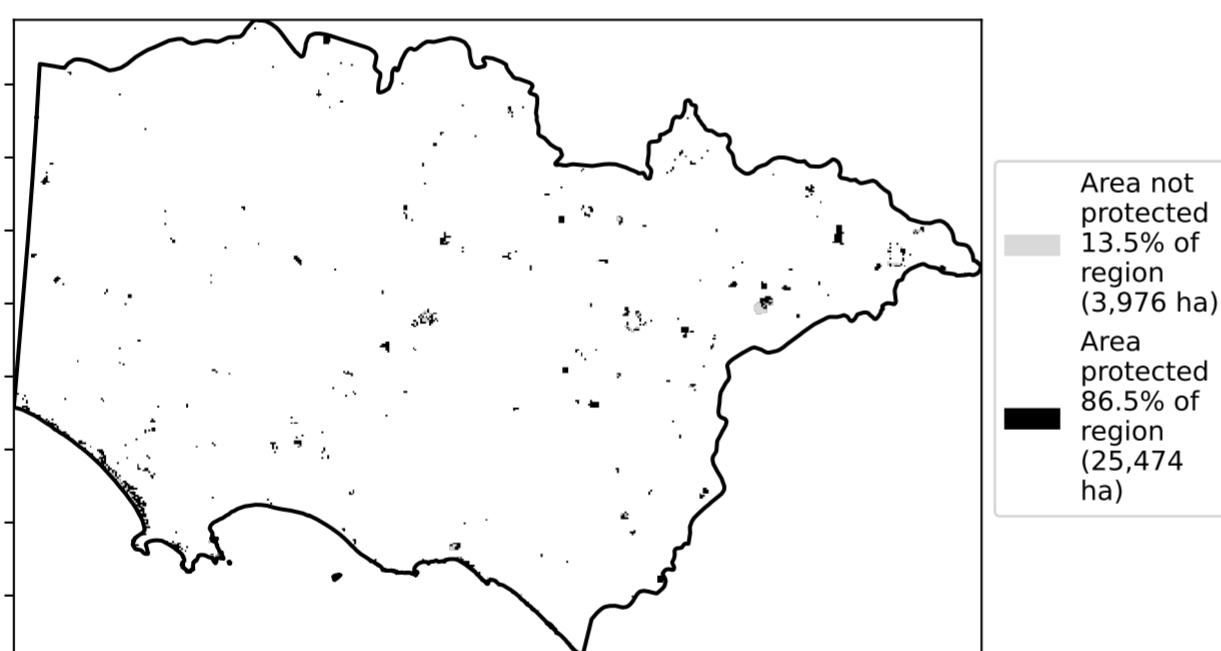 Area not
protected
13.5% of
region
(3,976 ha)
Area
protected
86.5% of
region
(25,474
ha)